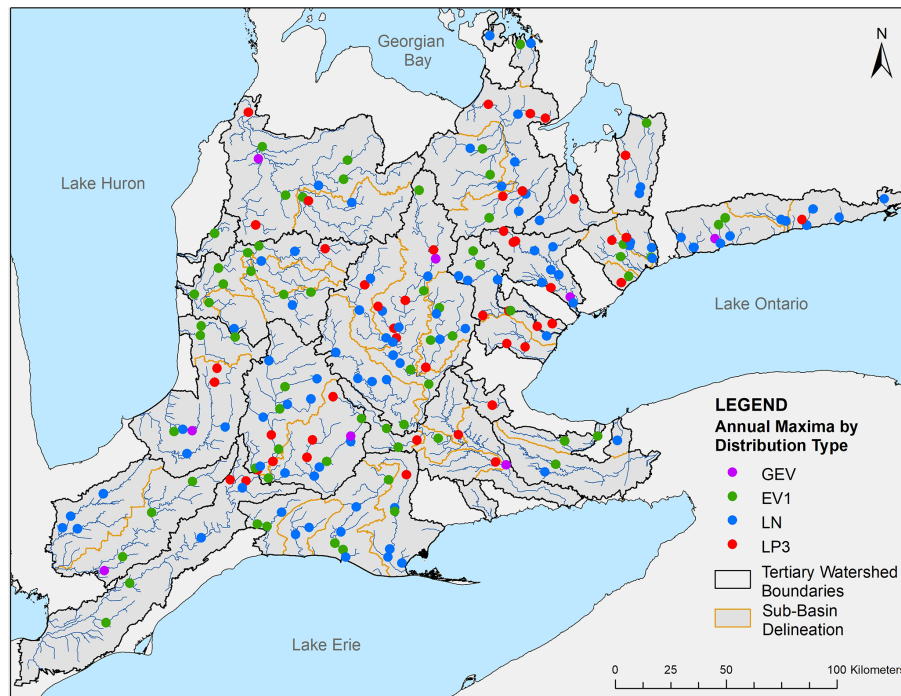 Georgian
Bay
N
Lake Huron
Lake Ontario
LEGEND
Annual Maxima by
Distribution Type
GEV
EV1
LN
LP3
Tertiary Watershed
Boundaries
Sub-Basin
Delineation
Lake Erie
0 25 50 100 Kilometers